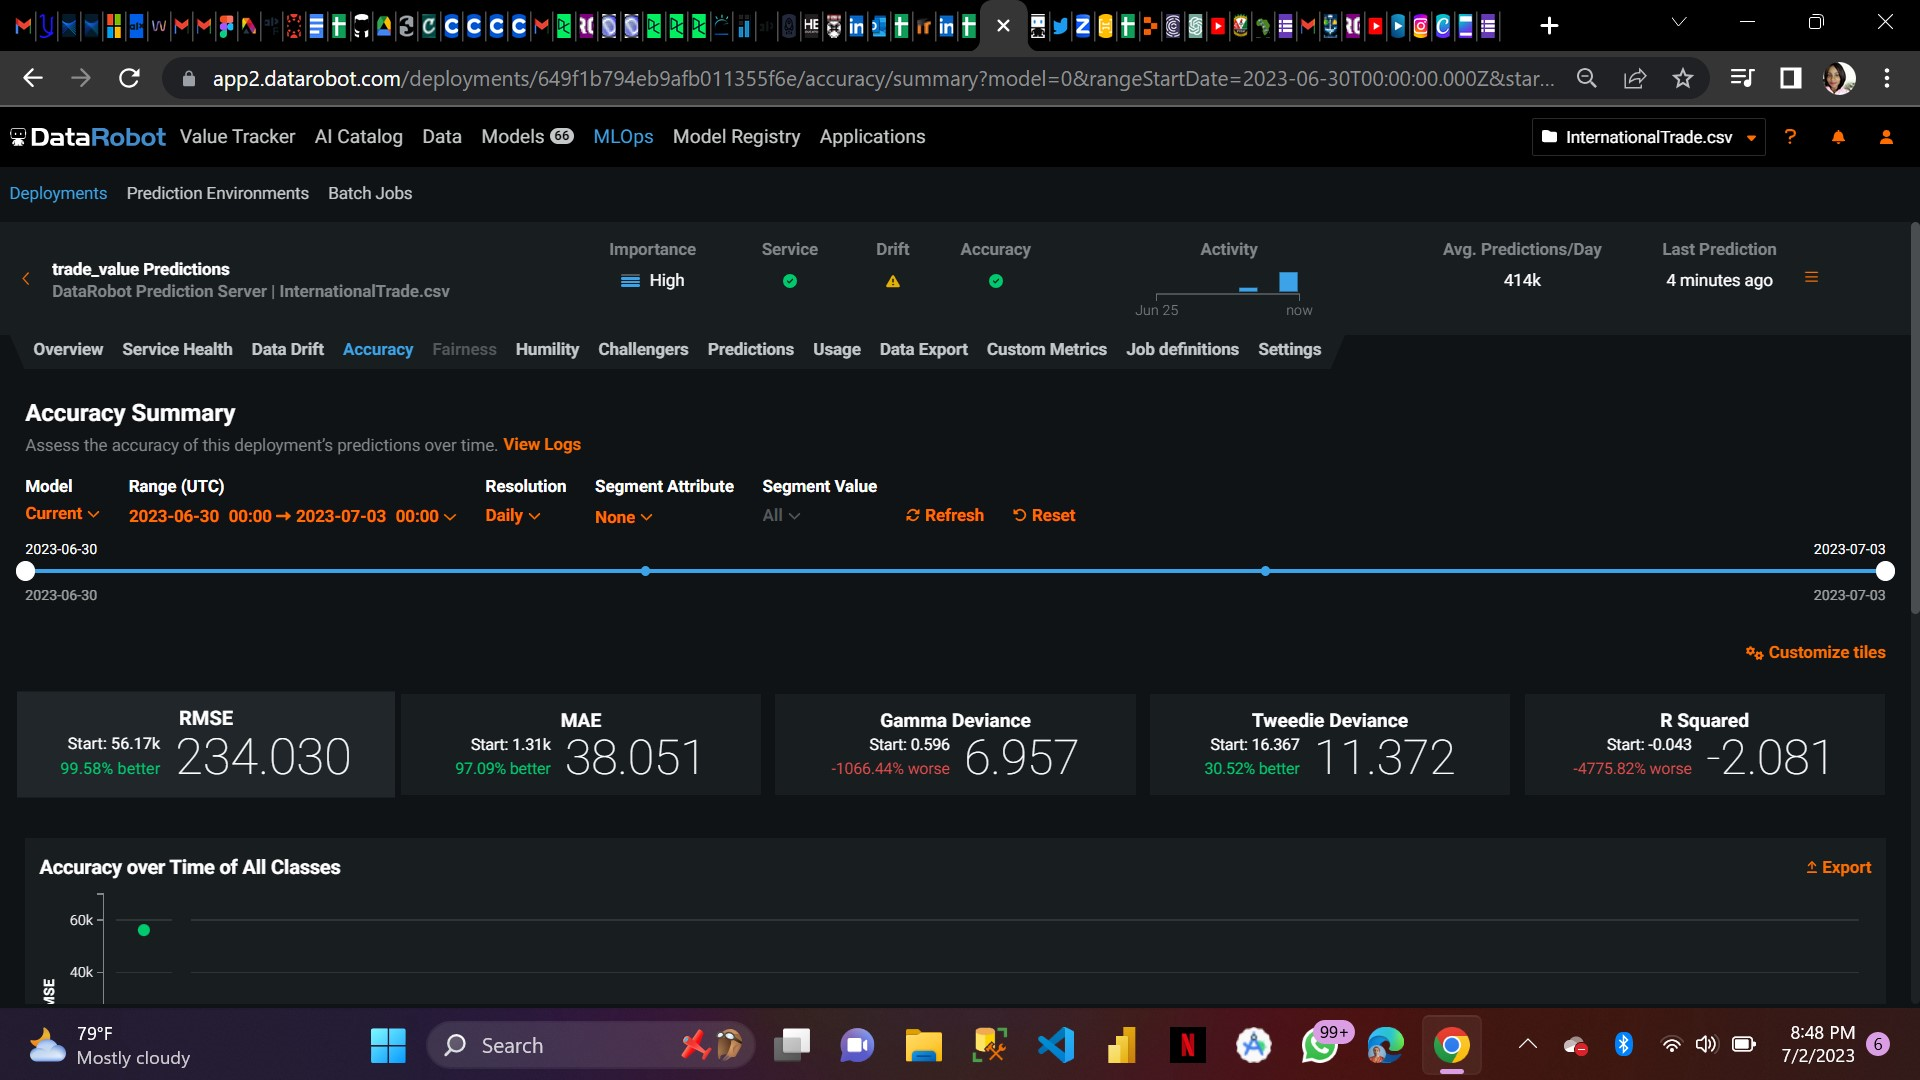 app2.datarobot.com/deployments/649f1b794eb9afb011355f6e/accuracy/summary?model=0&rangeStartDate=2023-06-30T00:00:00.000Z&star...
DataRobot Value Tracker AI Catalog Data Models 66 MLOps Model Registry Applications InternationalTrade.csv ?
Deployments Prediction Environments Batch Jobs
Importance Service Drift Accuracy Activity Avg. Predictions/Day Last Prediction
trade_value Predictions
High 414k 4 minutes ago
DataRobot Prediction Server | InternationalTrade.csv
Jun 25 now
Overview Service Health Data Drift Accuracy Fairness Humility Challengers Predictions Usage Data Export Custom Metrics Job definitions Settings
Accuracy Summary
Assess the accuracy of this deployment's predictions over time. View Logs
Model Range (UTC) Resolution Segment Attribute Segment Value
Current 2023-06-30 00:00 → 2023-07-03 00:00 Daily None All Refresh Reset
2023-06-30 2023-07-03
2023-06-30 2023-07-03
Customize tiles
RMSE
Start: 56.17k
99.58% better
234.030
MAE
Start: 1.31k
97.09% better
38.051
Gamma Deviance
Start: 0.596
-1066.44% worse
6.957
Tweedie Deviance
Start: 16.367
30.52% better
11.372
R Squared
Start: -0.043
-4775.82% worse
-2.081
Accuracy over Time of All Classes Export
60k
40k
79°F
Mostly cloudy
Search
99+
8:48 PM
7/2/2023
6